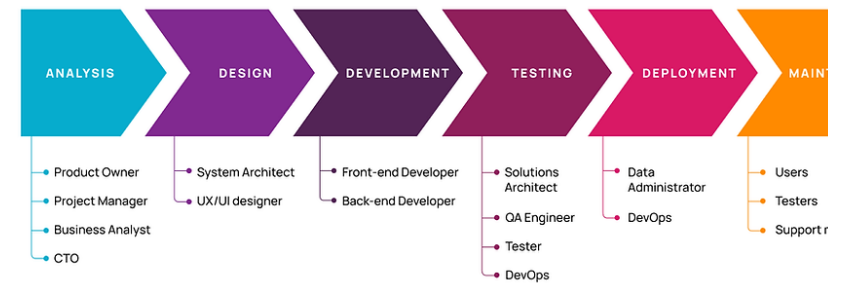 ANALYSIS
DESIGN
DEVELOPMENT
TESTING
DEPLOYMENT
Product Owner
Project Manager
Business Analyst
CTO
System Architect
UX/UI designer
Front-end Developer
Back-end Developer
Solutions
Architect
QA Engineer
Tester
DevOps
Data
Administrator
DevOps
Users
Testers
Support